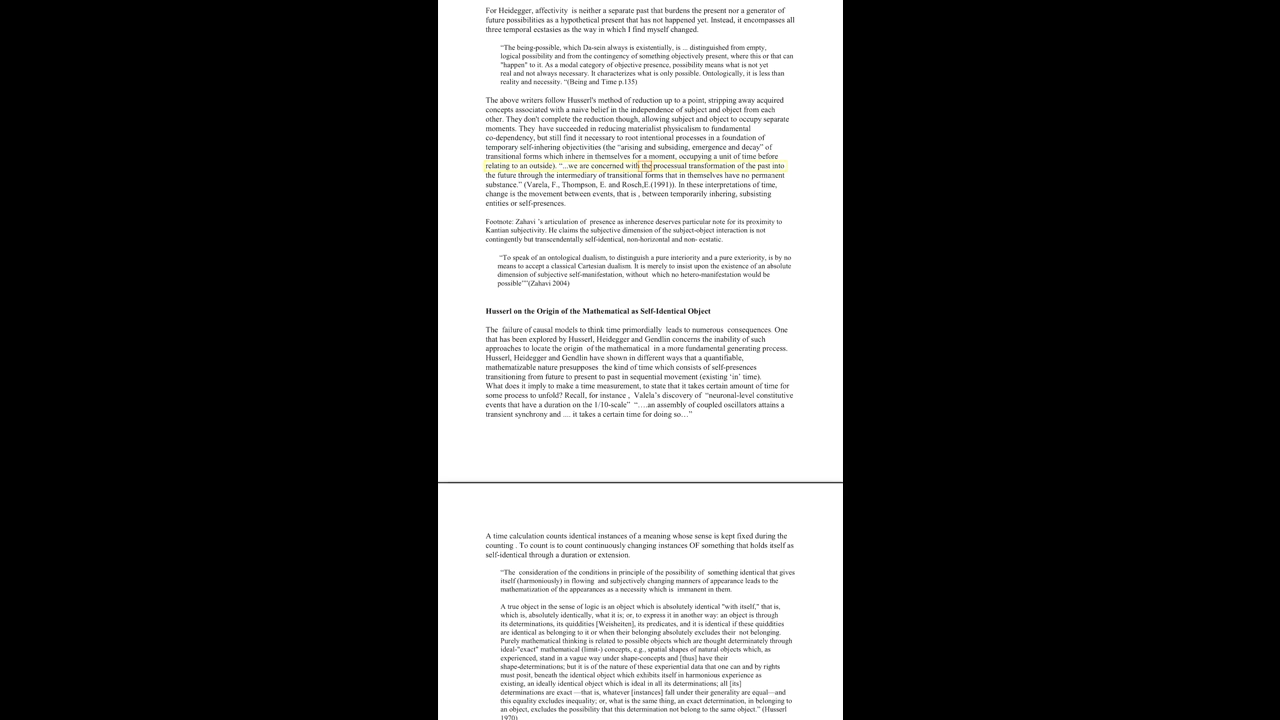 For Heidegger, affectivity is neither a separate past that burdens the present nor a generator of
future possibilities as a hypothetical present that has not happened yet. Instead, it encompasses all
three temporal ecstasies as the way in which I find myself changed.
“The being-possible, which Da-sein always is existentially, is ... distinguished from empty,
logical possibility and from the contingency of something objectively present, where this or that can
"happen" to it. As a modal category of objective presence, possibility means what is not yet
real and not always necessary. It characterizes what is only possible. Ontologically, it is less than
reality and necessity. “(Being and Time p.135)
The above writers follow Husserl's method of reduction up to a point, stripping away acquired
concepts associated with a naive belief in the independence of subject and object from each
other. They don't complete the reduction though, allowing subject and object to occupy separate
moments. They have succeeded in reducing materialist physicalism to fundamental
co-dependency, but still find it necessary to root intentional processes in a foundation of
temporary self-inhering objectivities (the “arising and subsiding, emergence and decay” of
transitional forms which inhere in themselves for a moment, occupying a unit of time before
relating to an outside). “...we are concerned with the processual transformation of the past into
the future through the intermediary of transitional forms that in themselves have no permanent
substance.” (Varela, F., Thompson, E. and Rosch,E.(1991)). In these interpretations of time,
change is the movement between events, that is , between temporarily inhering, subsisting
entities or self-presences.
Footnote: Zahavi ’s articulation of presence as inherence deserves particular note for its proximity to
Kantian subjectivity. He claims the subjective dimension of the subject-object interaction is not
contingently but transcendentally self-identical, non-horizontal and non- ecstatic.
“To speak of an ontological dualism, to distinguish a pure interiority and a pure exteriority, is by no
means to accept a classical Cartesian dualism. It is merely to insist upon the existence of an absolute
dimension of subjective self-manifestation, without which no hetero-manifestation would be
possible””(Zahavi 2004)
Husserl on the Origin of the Mathematical as Self-Identical Object
The failure of causal models to think time primordially leads to numerous consequences One
that has been explored by Husserl, Heidegger and Gendlin concerns the inability of such
approaches to locate the origin of the mathematical in a more fundamental generating process.
Husserl, Heidegger and Gendlin have shown in different ways that a quantifiable,
mathematizable nature presupposes the kind of time which consists of self-presences
transitioning from future to present to past in sequential movement (existing ‘in’ time).
What does it imply to make a time measurement, to state that it takes certain amount of time for
some process to unfold? Recall, for instance , Valela’s discovery of “neuronal-level constitutive
events that have a duration on the 1/10-scale” “….an assembly of coupled oscillators attains a
transient synchrony and .... it takes a certain time for doing so…”
A time calculation counts identical instances of a meaning whose sense is kept fixed during the
counting . To count is to count continuously changing instances OF something that holds itself as
self-identical through a duration or extension.
“The consideration of the conditions in principle of the possibility of something identical that gives
itself (harmoniously) in flowing and subjectively changing manners of appearance leads to the
mathematization of the appearances as a necessity which is immanent in them.
A true object in the sense of logic is an object which is absolutely identical "with itself," that is,
which is, absolutely identically, what it is; or, to express it in another way: an object is through
its determinations, its quiddities [Washeiten], its predicates, and it is identical if these quiddities
are identical as belonging to it or when their belonging absolutely excludes their not belonging.
Purely mathematical thinking is related to possible objects which are thought determinately through
ideal-"exact" mathematical (limit-) concepts, e.g., spatial shapes of natural objects which, as
experienced, stand in a vague way under shape-concepts and [thus] have their
shape-determinations; but it is of the nature of these experiential data that one can and by rights
must posit, beneath the identical object which exhibits itself in harmonious experience as
existing, an ideally identical object which is ideal in all its determinations; all [its]
determinations are exact —that is, whatever [instances] fall under their generality are equal—and
this equality excludes inequality; or, what is the same thing, an exact determination, in belonging to
an object, excludes the possibility that this determination not belong to the same object.” (Husserl
1970)